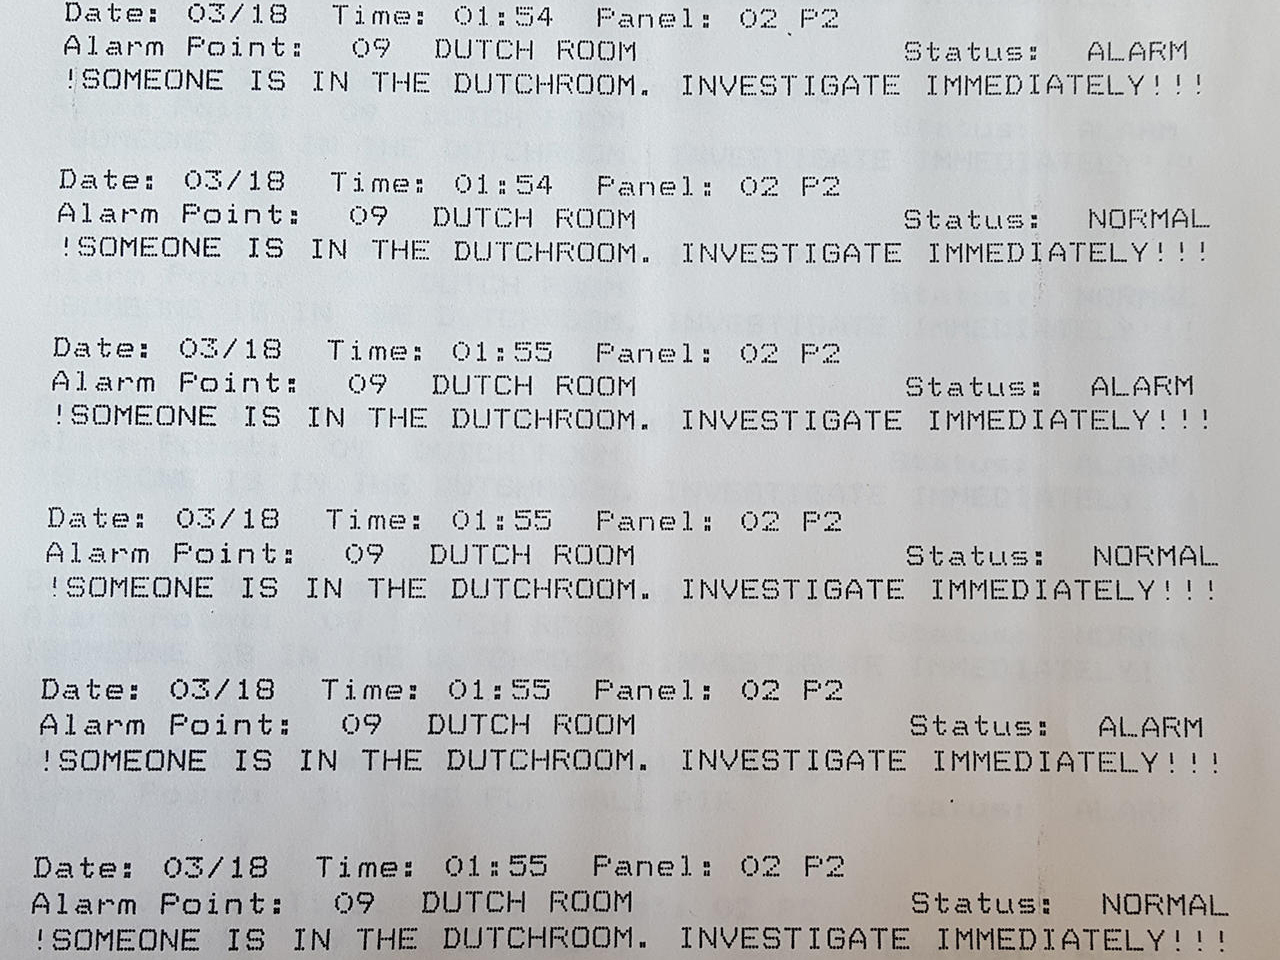 Date: 03/18 Time: 01:54 Panel: 02 P2
Alarm Point: 09 DUTCH ROOM Status: ALARM
!SOMEONE IS IN THE DUTCHROOM. INVESTIGATE IMMEDIATELY!!!
Date: 03/18 Time: 01:54 Panel: 02 P2
Alarm Point: 09 DUTCH ROOM Status: NORMAL
!SOMEONE IS IN THE DUTCHROOM. INVESTIGATE IMMEDIATELY!!!
Date: 03/18 Time: 01:55 Panel: 02 P2
Alarm Point: 09 DUTCH ROOM Status: ALARM
!SOMEONE IS IN THE DUTCHROOM. INVESTIGATE IMMEDIATELY!!!
Date: 03/18 Time: 01:55 Panel: 02 P2
Alarm Point: 09 DUTCH ROOM Status: NORMAL
!SOMEONE IS IN THE DUTCHROOM. INVESTIGATE IMMEDIATELY!!!
Date: 03/18 Time: 01:55 Panel: 02 P2
Alarm Point: 09 DUTCH ROOM Status: ALARM
!SOMEONE IS IN THE DUTCHROOM. INVESTIGATE IMMEDIATELY!!!
Date: 03/18 Time: 01:55 Panel: 02 P2
Alarm Point: 09 DUTCH ROOM Status: NORMAL
!SOMEONE IS IN THE DUTCHROOM. INVESTIGATE IMMEDIATELY!!!